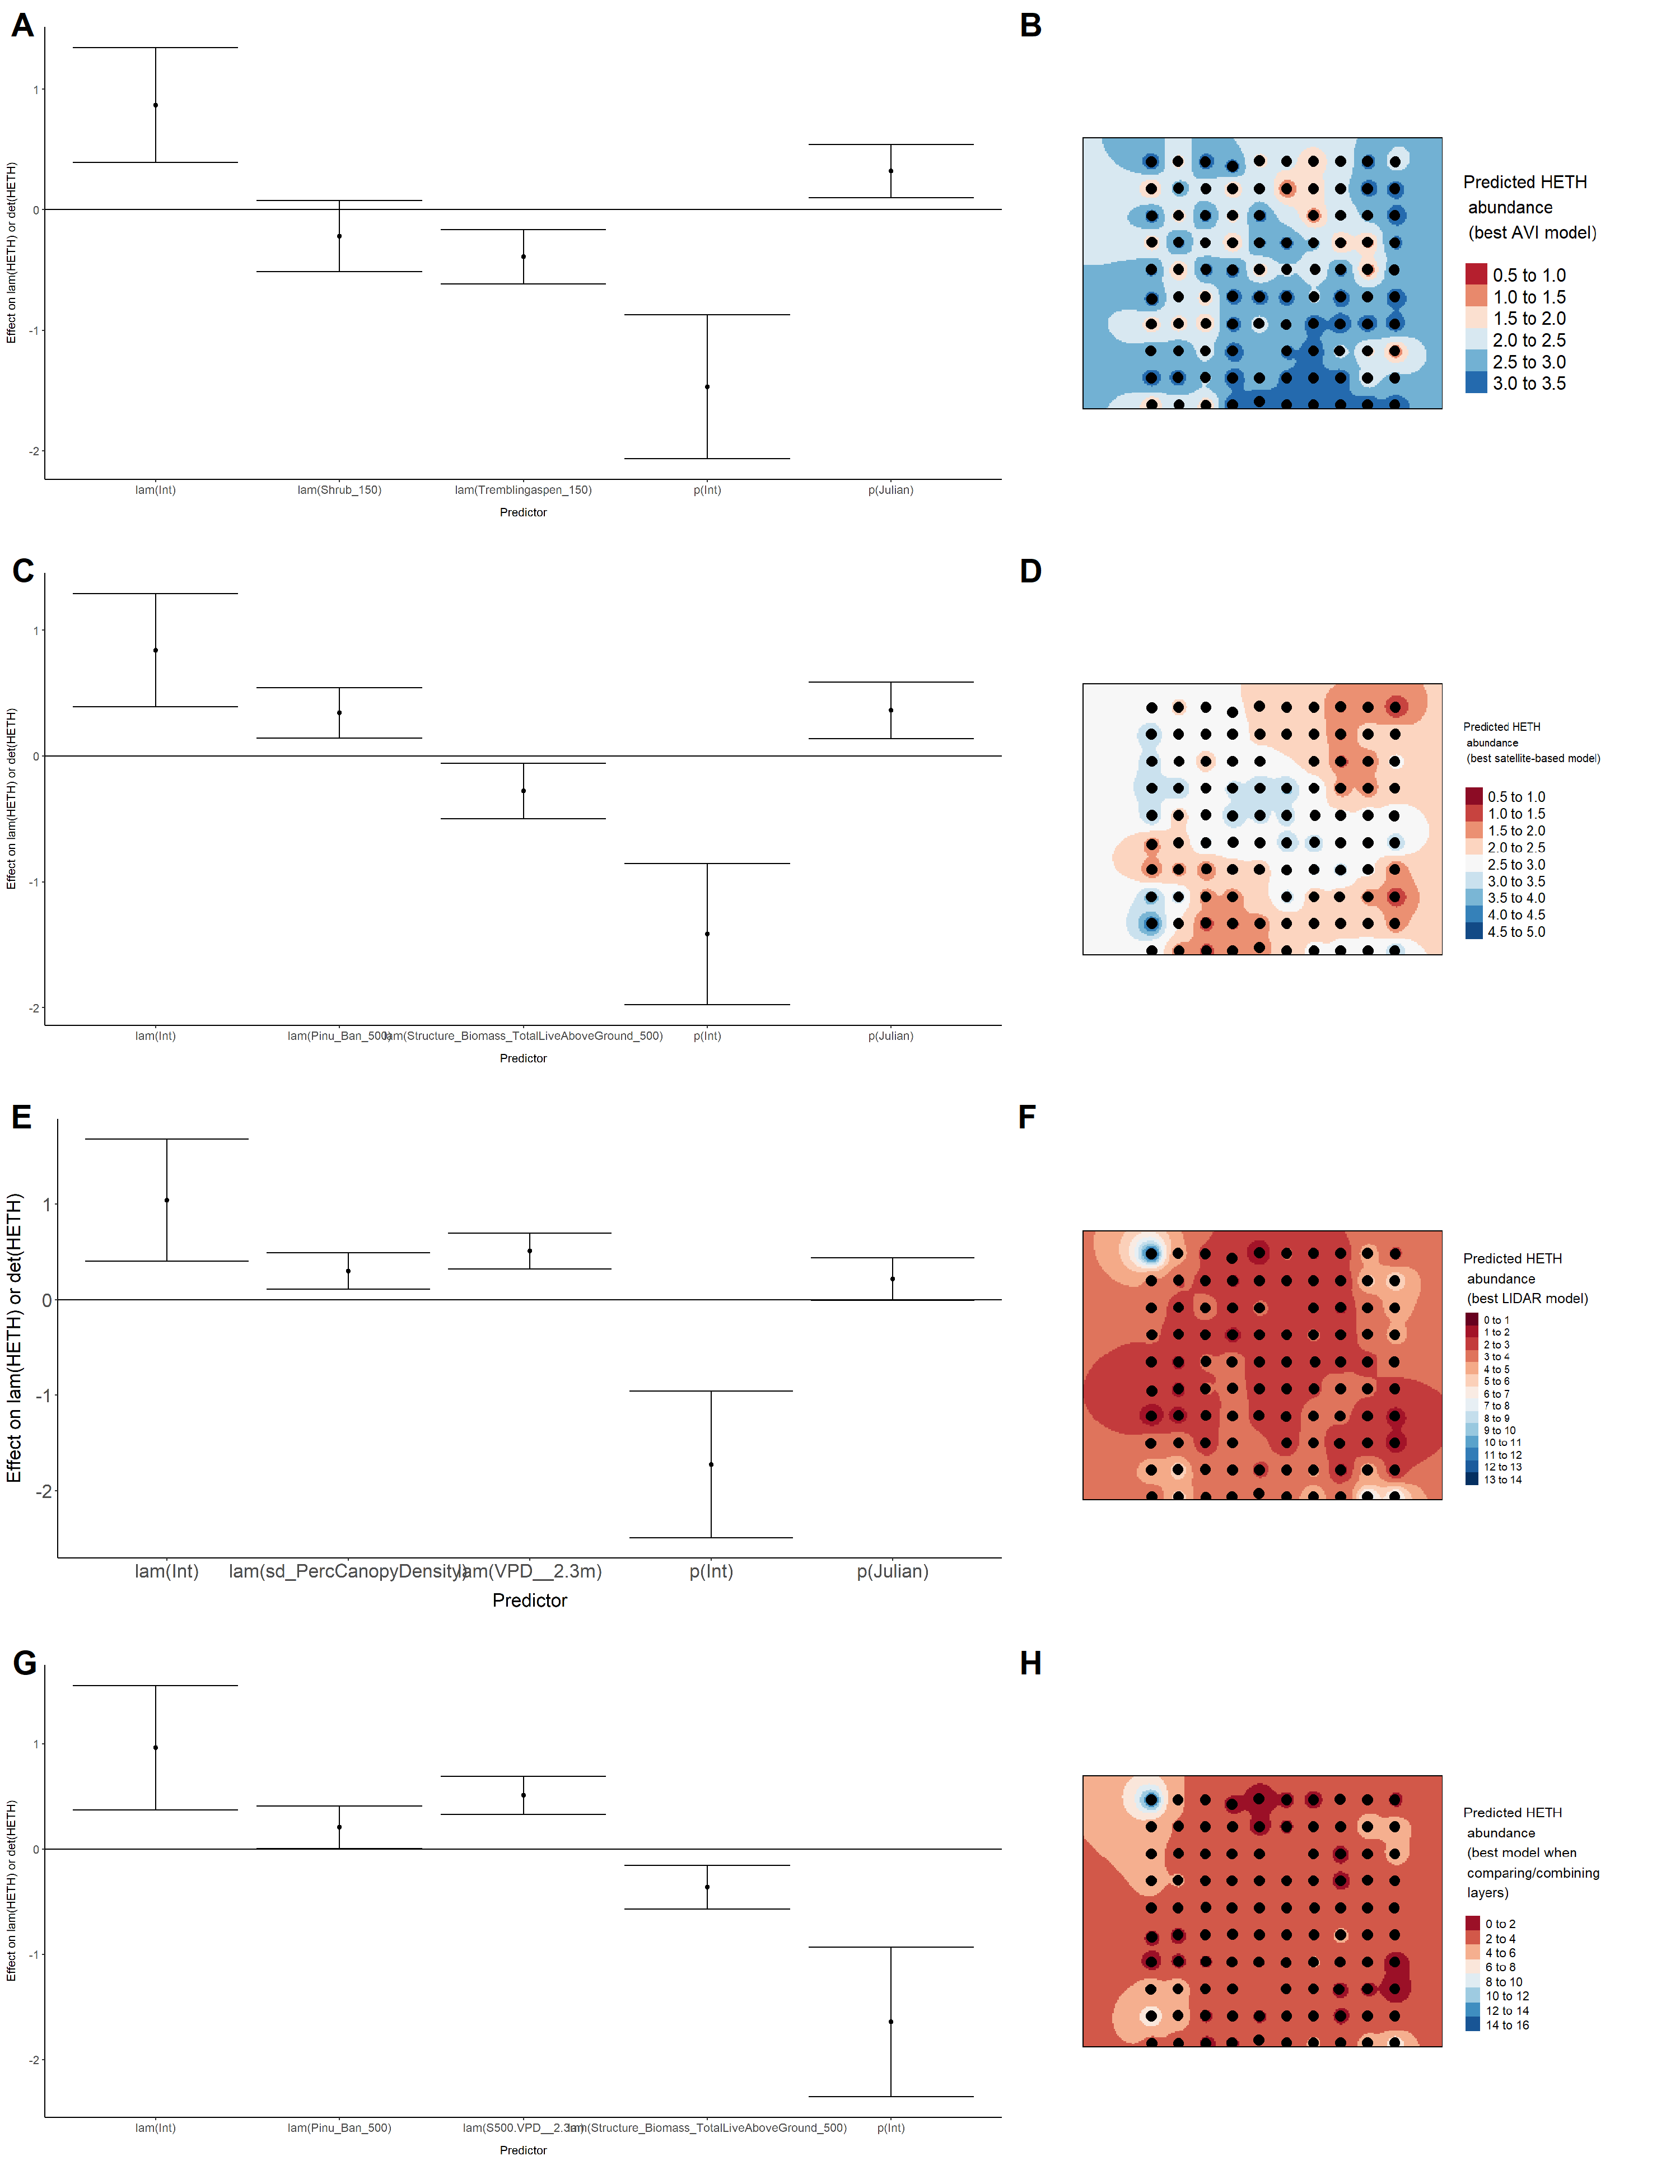 A
Effect on lam(HETH) or det(HETH)
1
0
-1
-2
lam(Int)
lam(Shrub_150)
lam(Tremblingaspen_150)
p(Int)
p(Julian)
Predictor
B
Predicted HETH
abundance
(best AVI model)
0.5 to 1.0
1.0 to 1.5
1.5 to 2.0
2.0 to 2.5
2.5 to 3.0
3.0 to 3.5
C
Effect on lam(HETH) or det(HETH)
1
0
-1
-2
lam(Int)
lam(Pinu_Ban_500)
lam(Structure_Biomass_TotalLiveAboveGround_500)
p(Int)
p(Julian)
Predictor
D
Predicted HETH
abundance
(best satellite-based model)
0.5 to 1.0
1.0 to 1.5
1.5 to 2.0
2.0 to 2.5
2.5 to 3.0
3.0 to 3.5
3.5 to 4.0
4.0 to 4.5
4.5 to 5.0
E
Effect on lam(HETH) or det(HETH)
1
0
-1
-2
lam(Int)
lam(sd_PercCanopyDensity)
lam(VPD__2.3m)
p(Int)
p(Julian)
Predictor
F
Predicted HETH
abundance
(best LIDAR model)
0 to 1
1 to 2
2 to 3
3 to 4
4 to 5
5 to 6
6 to 7
7 to 8
8 to 9
9 to 10
10 to 11
11 to 12
12 to 13
13 to 14
G
Effect on lam(HETH) or det(HETH)
1
0
-1
-2
lam(Int)
lam(Pinu_Ban_500)
lam(S500.VPD__2.3m)
lam(Structure_Biomass_TotalLiveAboveGround_500)
p(Int)
Predictor
H
Predicted HETH
abundance
(best model when
comparing/combining
layers)
0 to 2
2 to 4
4 to 6
6 to 8
8 to 10
10 to 12
12 to 14
14 to 16